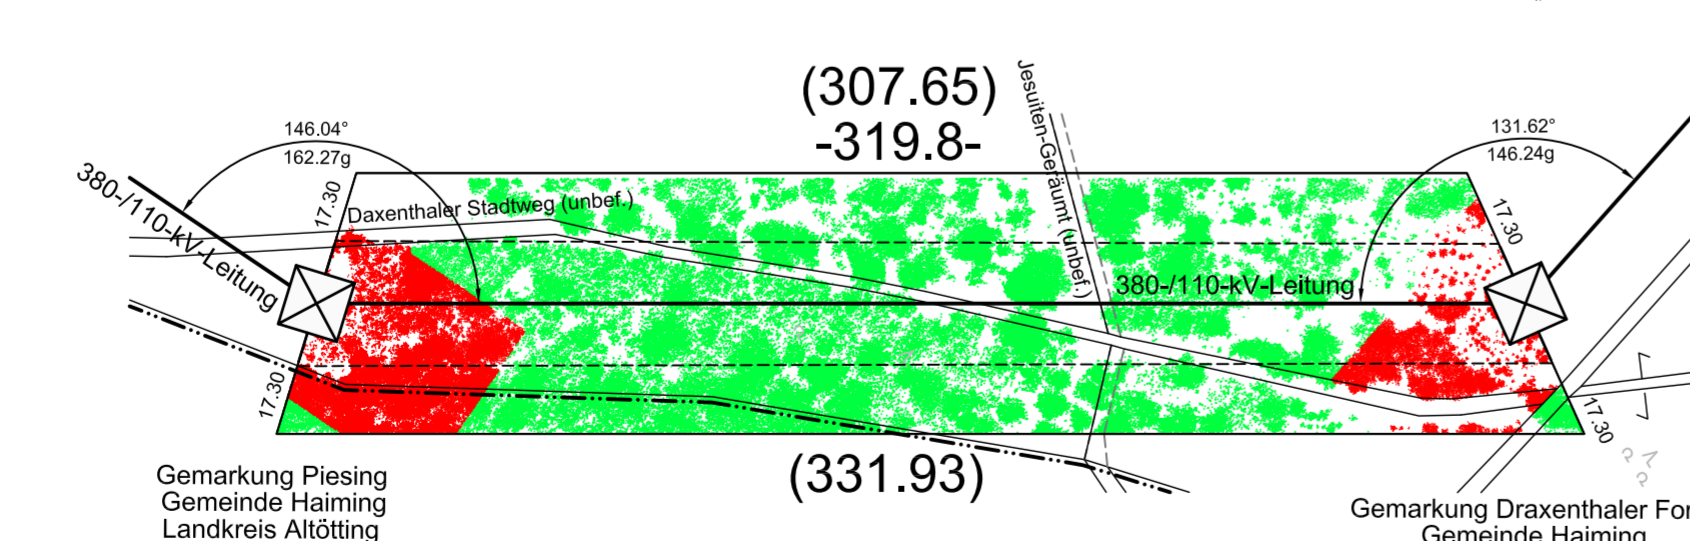 (307.65)
-319.8-
Jesuiten-Geräumt (unbef.)
146.04°
162.27g
131.62°
146.24g
380-/110-kV-Leitung
17.30
Daxenthaler Stadtweg (unbef.)
17.30
380-/110-kV-Leitung
17.30
17.30
(331.93)
Gemarkung Piesing
Gemeinde Haiming
Landkreis Altötting
Gemarkung Draxenthaler For
Gemeinde Haiming